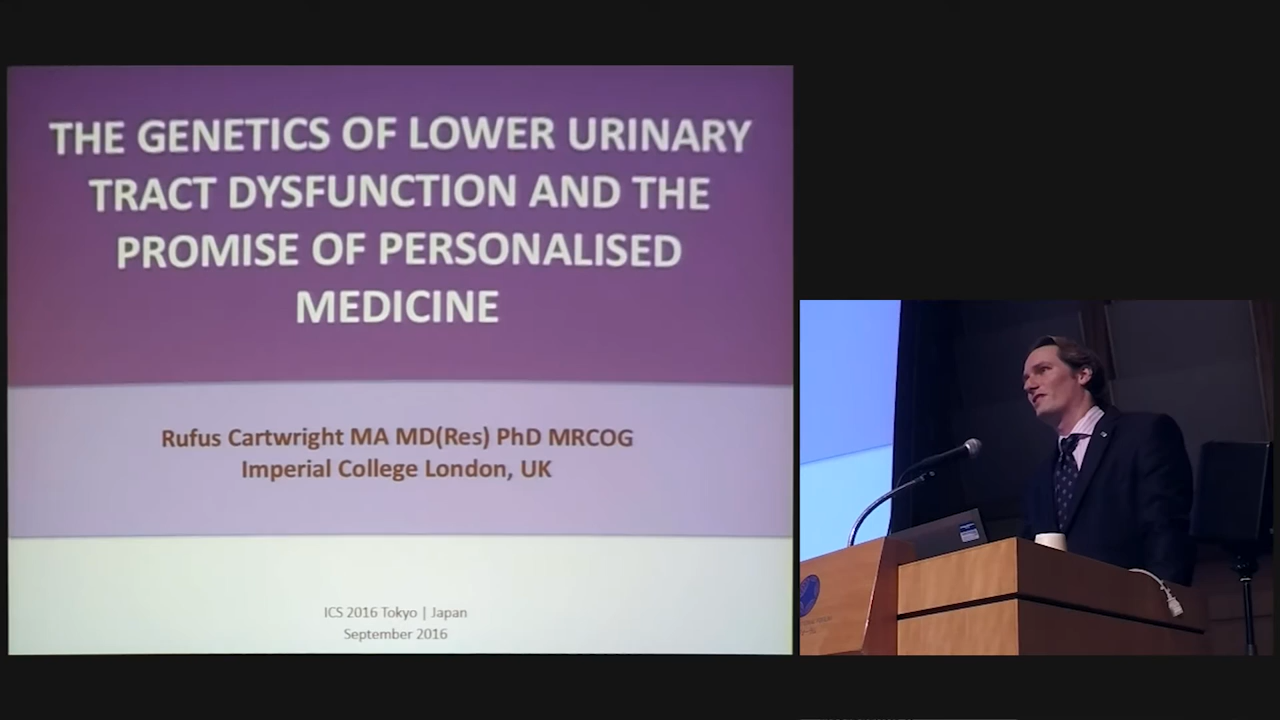 THE GENETICS OF LOWER URINARY
TRACT DYSFUNCTION AND THE
PROMISE OF PERSONALISED
MEDICINE
Rufus Cartwright MA MD(Res) PhD MRCOG
Imperial College London, UK
ICS 2016 Tokyo | Japan
September 2016